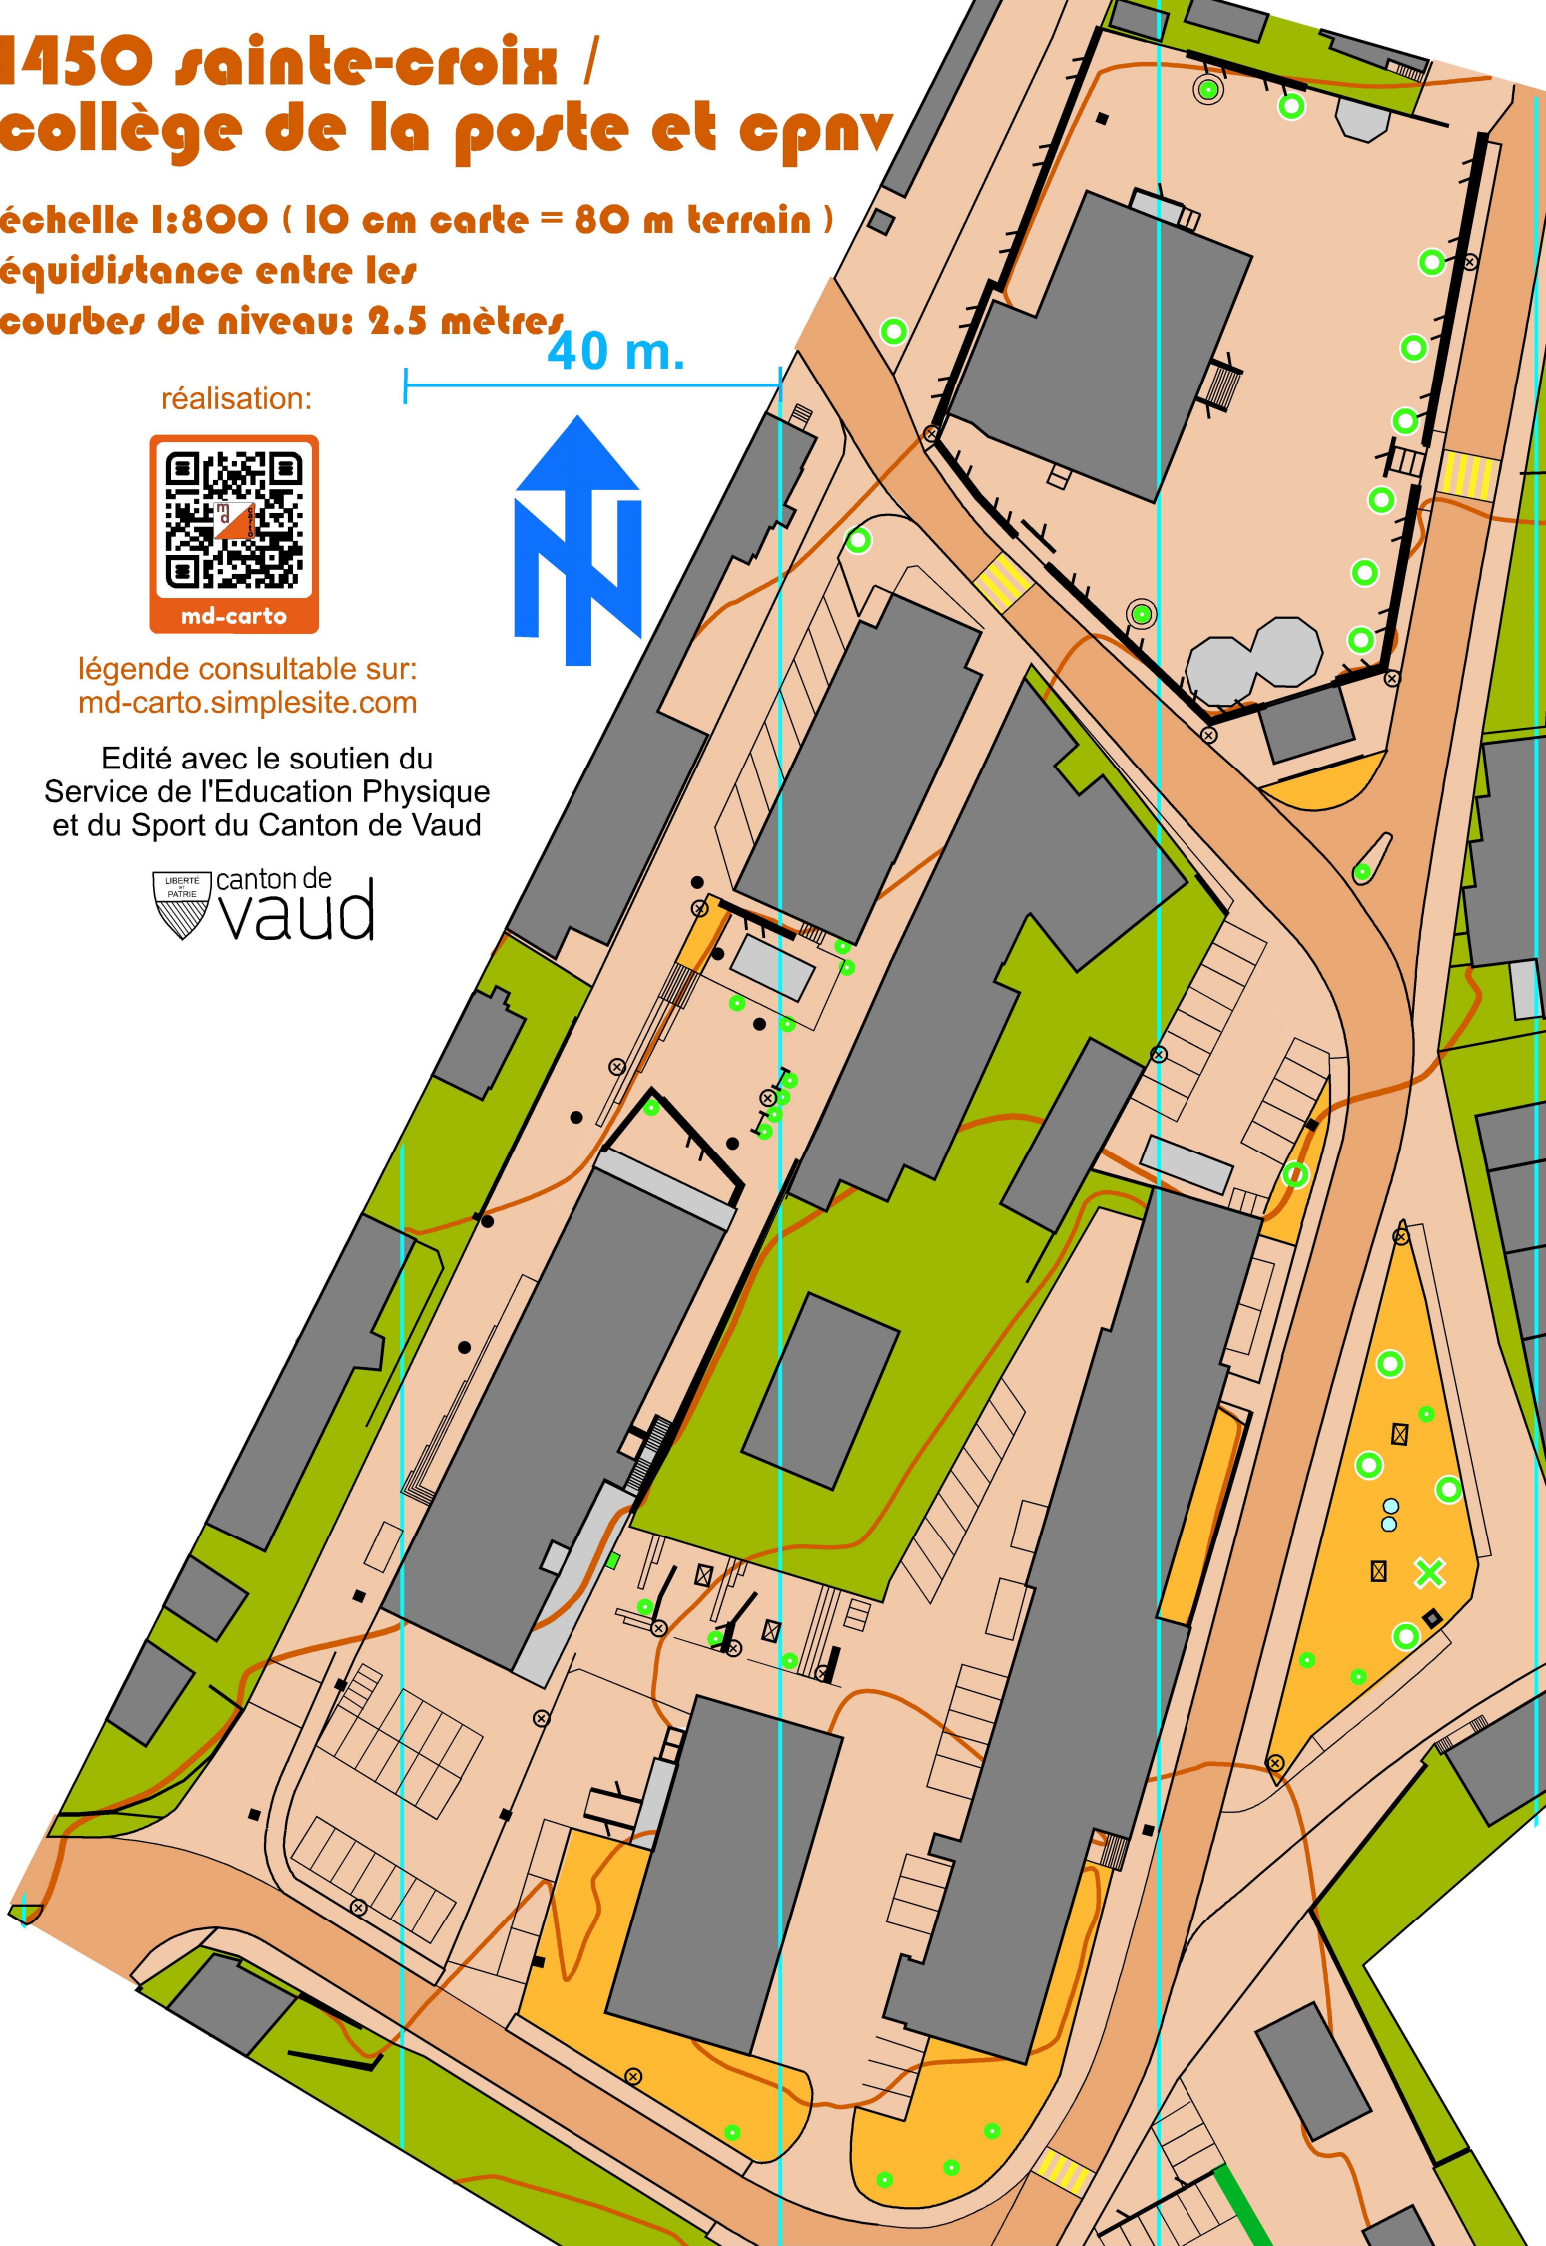 1450 sainte-croix /
collège de la poste et cpnv
échelle 1:800 ( 10 cm carte = 80 m terrain )
équidistance entre les
courbes de niveau: 2.5 mètres
40 m.
réalisation:
md
carto
md-carto
N
légende consultable sur:
md-carto.simplesite.com
Edité avec le soutien du
Service de l'Education Physique
et du Sport du Canton de Vaud
LIBERTÉ
ET
PATRIE
canton de
vaud